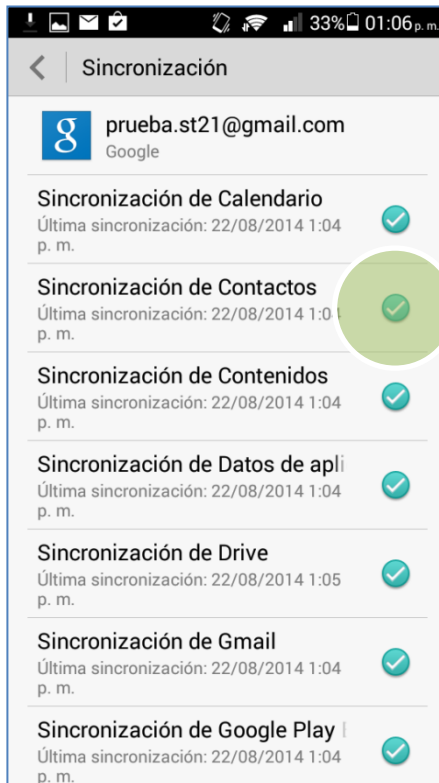 33% 01:06 p. m.
Sincronización
g
prueba.st21@gmail.com
Google
Sincronización de Calendario
Última sincronización: 22/08/2014 1:04
p. m.
Sincronización de Contactos
Última sincronización: 22/08/2014 1:04
p. m.
Sincronización de Contenidos
Última sincronización: 22/08/2014 1:04
p. m.
Sincronización de Datos de apli
Última sincronización: 22/08/2014 1:04
p. m.
Sincronización de Drive
Última sincronización: 22/08/2014 1:05
p. m.
Sincronización de Gmail
Última sincronización: 22/08/2014 1:04
p. m.
Sincronización de Google Play
Última sincronización: 22/08/2014 1:04
p. m.